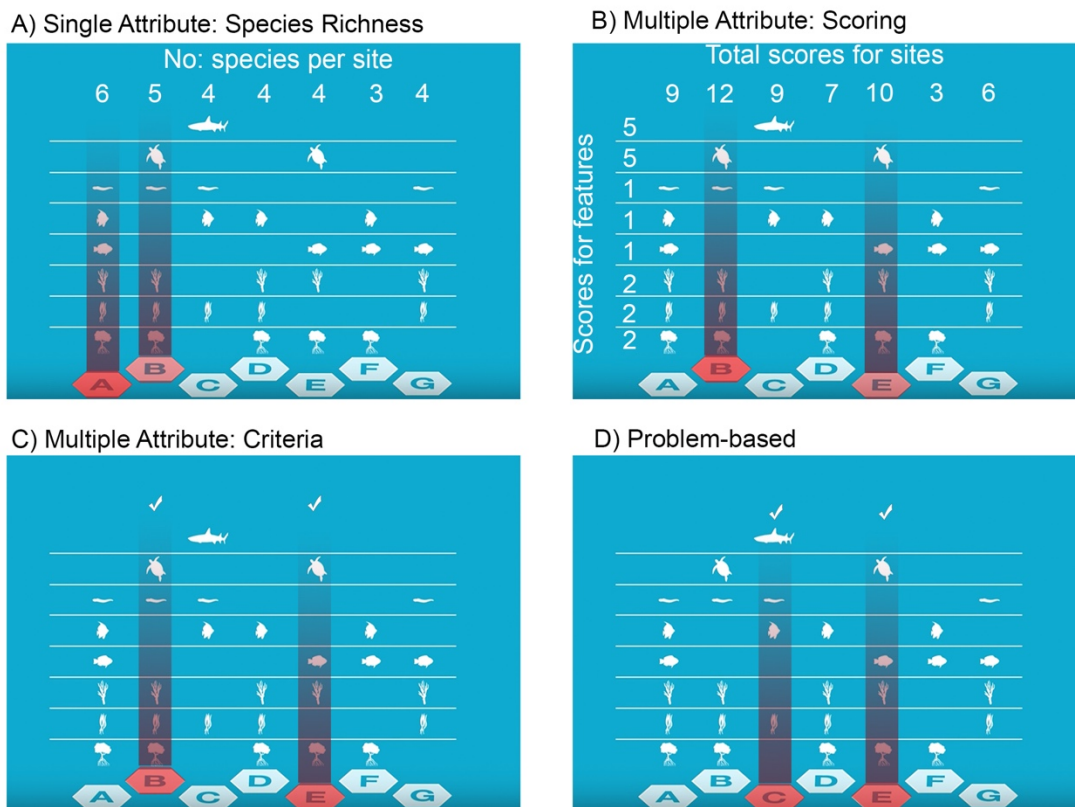 A) Single Attribute: Species Richness
No: species per site
6 5 4 4 4 3 4
A B C D E F G
B) Multiple Attribute: Scoring
Total scores for sites
9 12 9 7 10 3 6
Scores for features
5
5
1
1
1
2
2
2
A B C D E F G
C) Multiple Attribute: Criteria
A B C D E F G
D) Problem-based
A B C D E F G